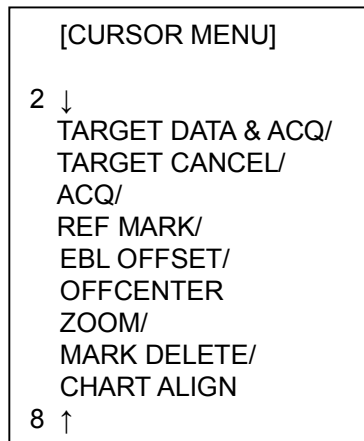 [CURSOR MENU]
2 ↓
TARGET DATA & ACQ/
TARGET CANCEL/
ACQ/
REF MARK/
EBL OFFSET/
OFFCENTER
ZOOM/
MARK DELETE/
CHART ALIGN
8 ↑